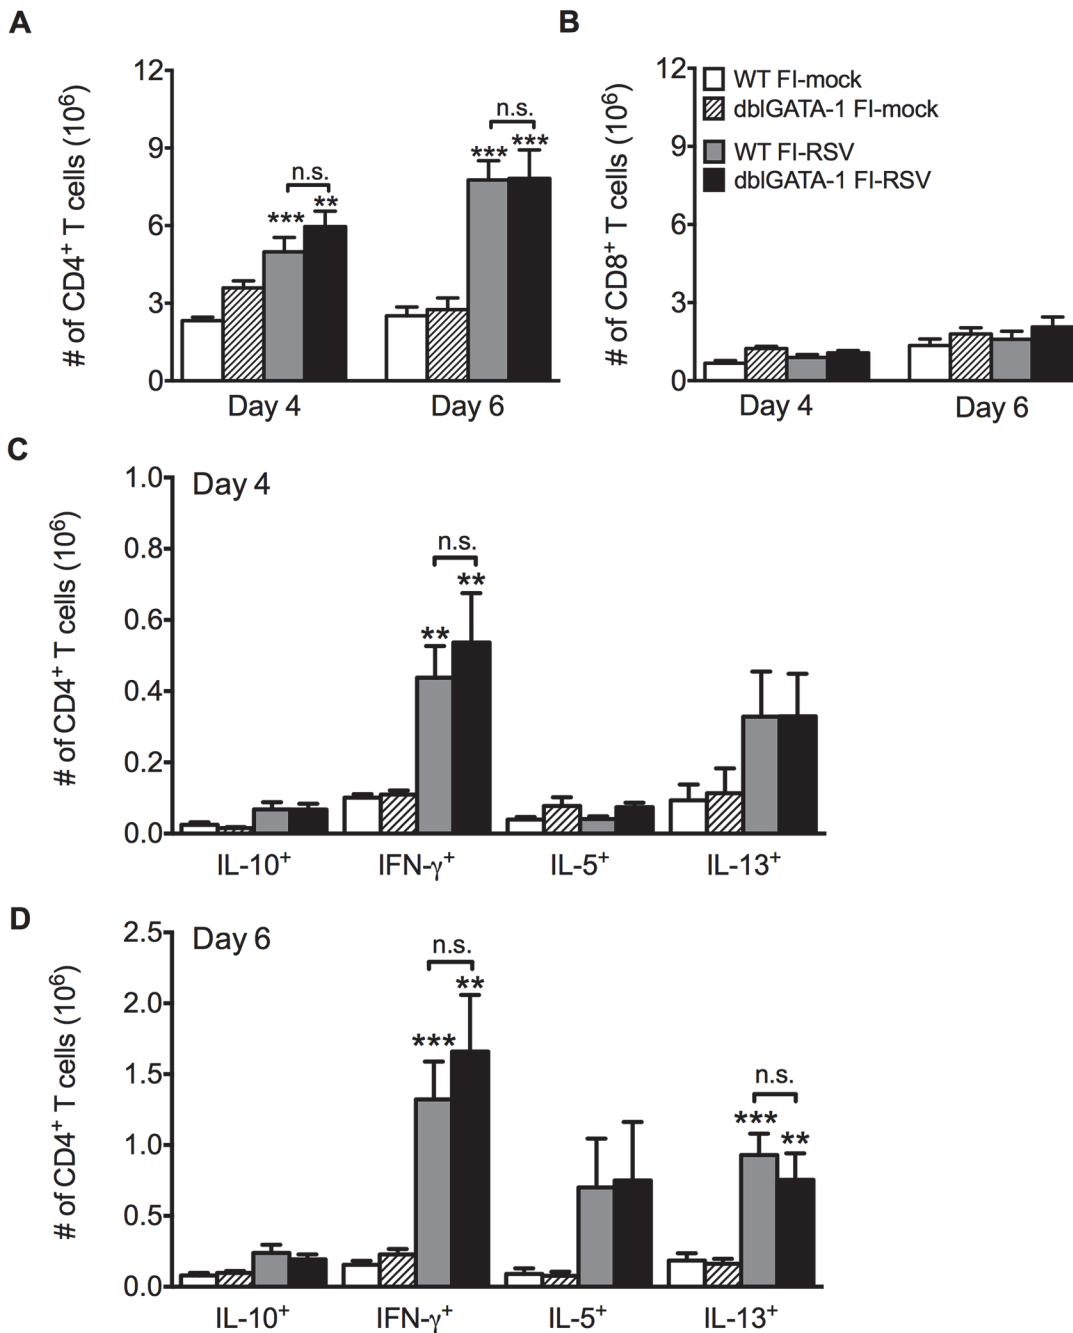 A
B
# of CD4+ T cells (10⁶)
12
9
6
3
0
n.s.
*** **
n.s.
*** ***
Day 4 Day 6
# of CD8+ T cells (10⁶)
12
9
6
3
0
WT FI-mock
dblGATA-1 FI-mock
WT FI-RSV
dblGATA-1 FI-RSV
Day 4 Day 6
C
Day 4
# of CD4+ T cells (10⁶)
1.0
0.8
0.6
0.4
0.2
0.0
n.s.
** **
IL-10+ IFN-γ+ IL-5+ IL-13+
D
Day 6
# of CD4+ T cells (10⁶)
2.5
2.0
1.5
1.0
0.5
0.0
n.s.
*** **
n.s.
*** **
IL-10+ IFN-γ+ IL-5+ IL-13+